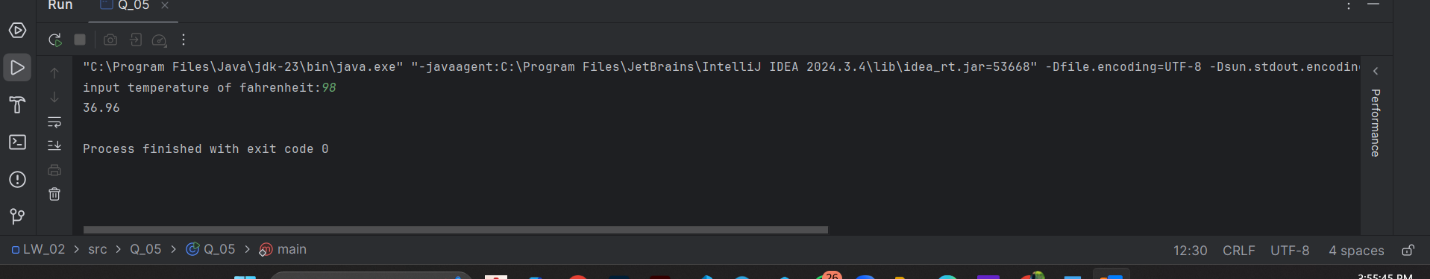 Run
Q_05
"C:\Program Files\Java\jdk-23\bin\java.exe" "-javaagent:C:\Program Files\JetBrains\IntelliJ IDEA 2024.3.4\lib\idea_rt.jar=53668" -Dfile.encoding=UTF-8 -Dsun.stdout.encoding
input temperature of fahrenheit:98
36.96
Process finished with exit code 0
Performance
LW_02 > src > Q_05 > Q_05 > main
12:30 CRLF UTF-8 4 spaces
26
3:55:45 PM